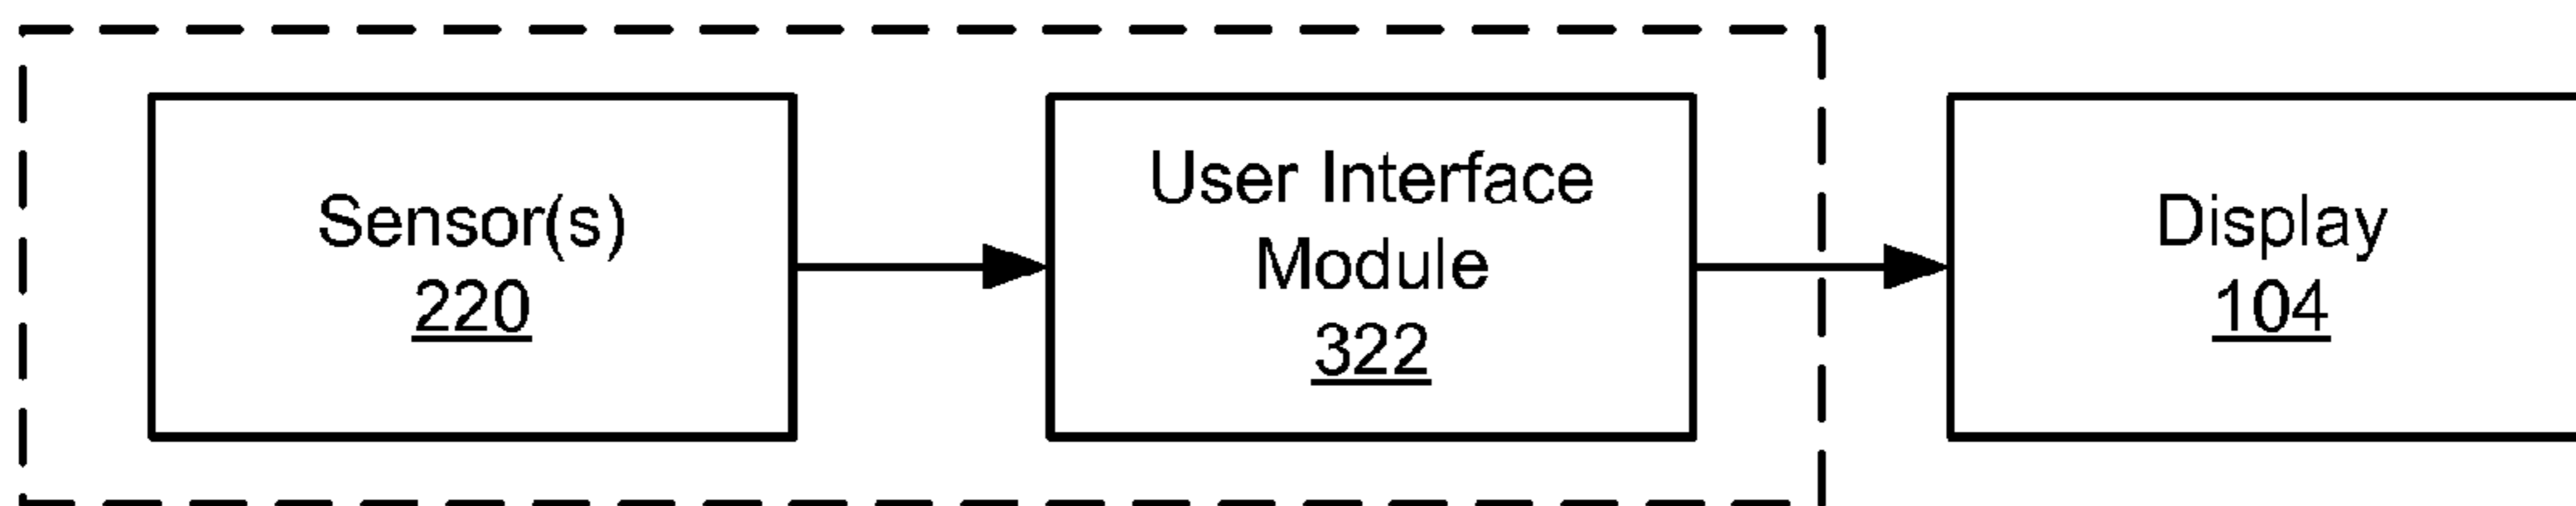 Sensor(s)
220
User Interface
Module
322
Display
104